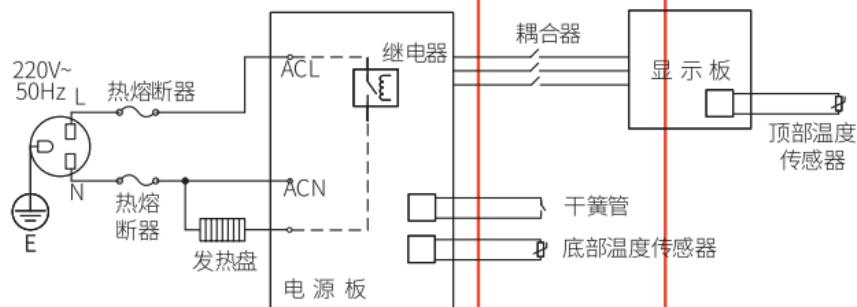 220V~
50Hz
L
热熔断器
N
热熔
断器
E
发热盘
ACL
继电器
ACN
电源板
耦合器
显示板
顶部温度
传感器
干簧管
底部温度传感器